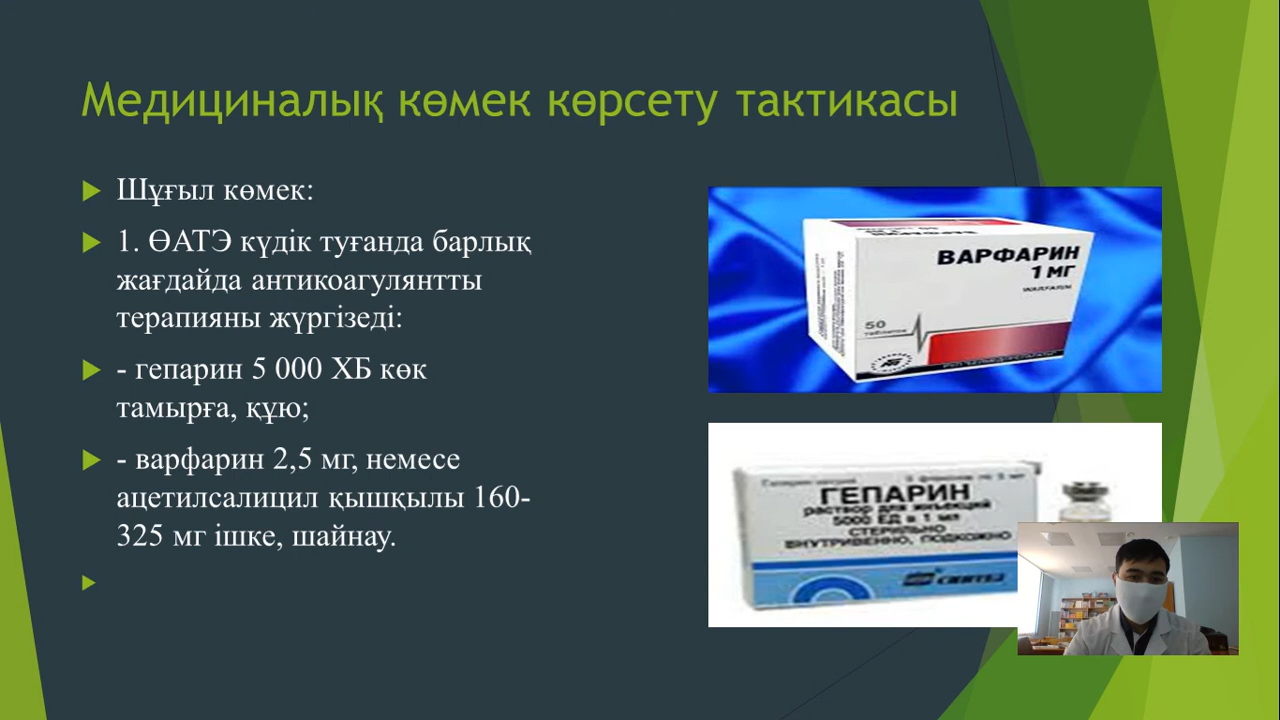 Медициналық көмек көрсету тактикасы
Шұғыл көмек:
1. ӨАТЭ күдік туғанда барлық
жағдайда антикоагулянтты
терапияны жүргізеді:
- гепарин 5 000 ХБ көк
тамырға, құю;
- варфарин 2,5 мг, немесе
ацетилсалицил қышқылы 160-
325 мг ішке, шайнау.
ВАРФАРИН
1 МГ
50
таблеток
ГЕПАРИН
раствор для инъекций
5000 ЕД в 1 мл
СТЕРИЛЬНО
ВНУТРИВЕННО, ПОДКОЖНО
СИНТЕЗ